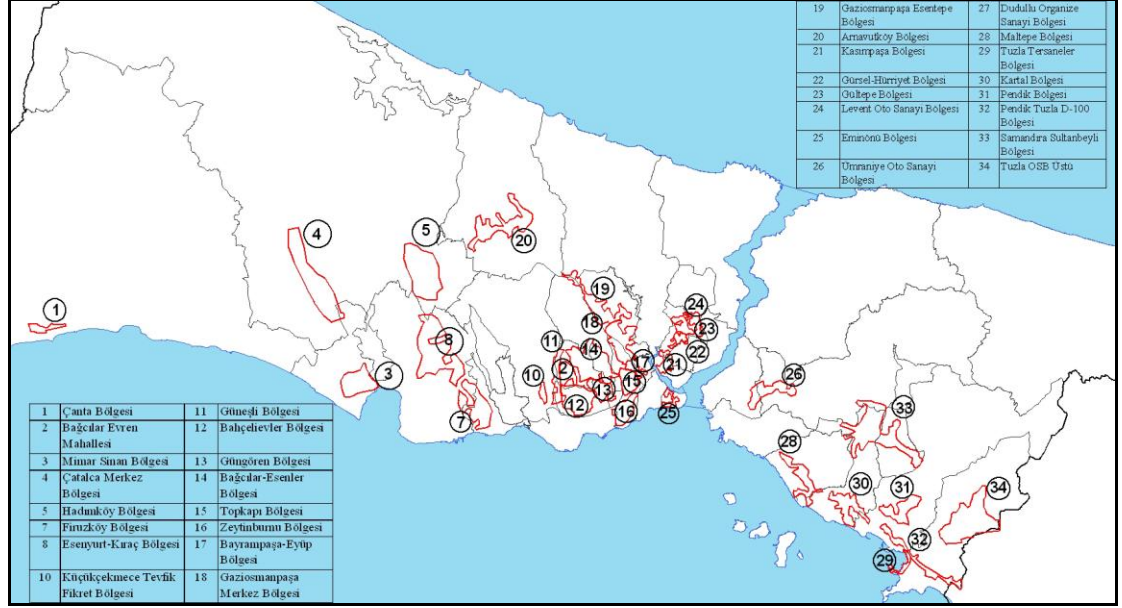 19 Gaziosmanpaşa Esentepe 27 Dudullu Organize
Bölgesi Sanayi Bölgesi
20 Arnavutköy Bölgesi 28 Maltepe Bölgesi
21 Kasımpaşa Bölgesi 29 Tuzla Tersaneler
Bölgesi
22 Gürsel-Hürriyet Bölgesi 30 Kartal Bölgesi
23 Gültepe Bölgesi 31 Pendik Bölgesi
24 Levent Oto Sanayi Bölgesi 32 Pendik Tuzla D-100
Bölgesi
25 Eminönü Bölgesi 33 Samandıra Sultanbeyli
Bölgesi
26 Ümraniye Oto Sanayi 34 Tuzla OSB Üstü
Bölgesi
4
5
20
19
1
24
18
23
11
8
14
22
17
21
3
10
2
26
13
15
12
16
25
33
7
28
30
31
34
32
29
1 Çanta Bölgesi 11 Güneşli Bölgesi
2 Bağcılar Evren 12 Bahçelievler Bölgesi
Mahallesi
3 Mimar Sinan Bölgesi 13 Güngören Bölgesi
4 Çatalca Merkez 14 Bağcılar-Esenler
Bölgesi Bölgesi
5 Hadımköy Bölgesi 15 Topkapı Bölgesi
7 Firuzköy Bölgesi 16 Zeytinburnu Bölgesi
8 Esenyurt-Kıraç Bölgesi 17 Bayrampaşa-Eyüp
Bölgesi
10 Küçükçekmece Tevfik 18 Gaziosmanpaşa
Fikret Bölgesi Merkez Bölgesi